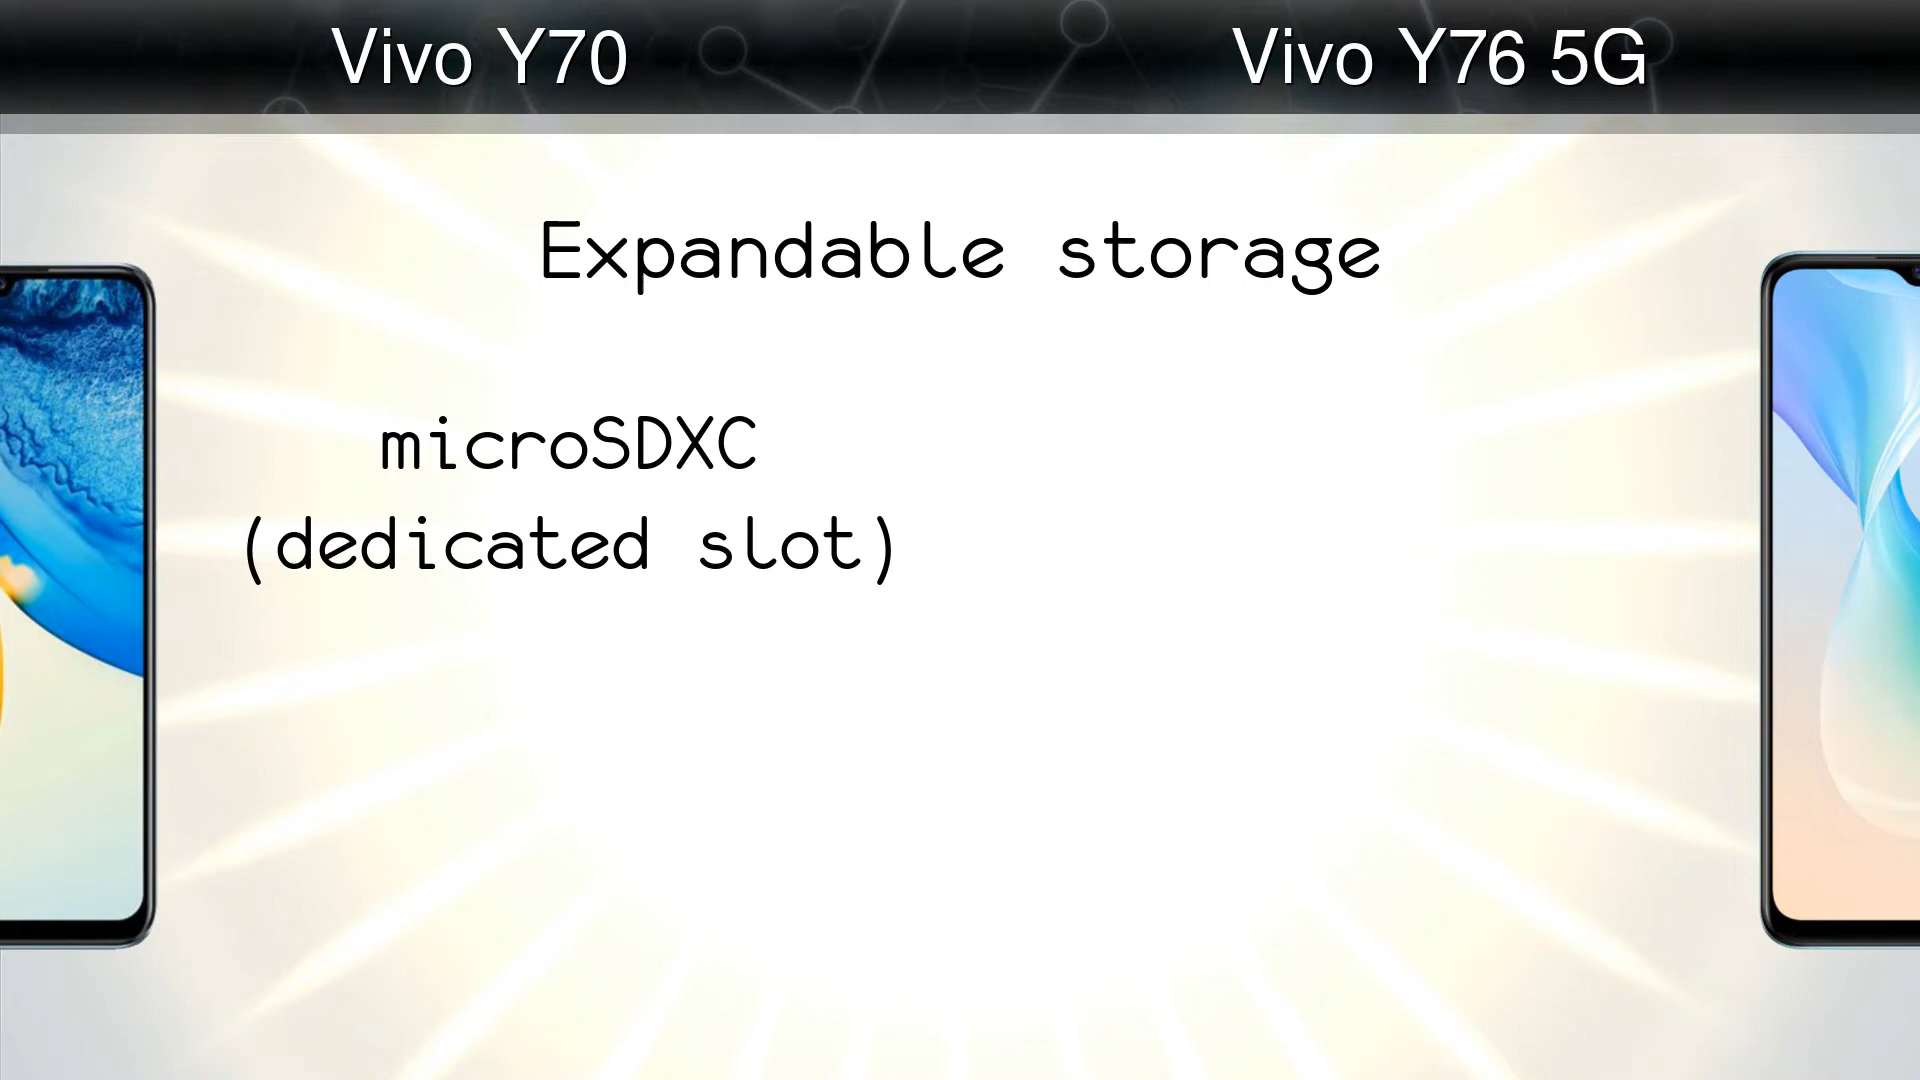 Vivo Y70
Vivo Y76 5G
Expandable storage
microSDXC
(dedicated slot)